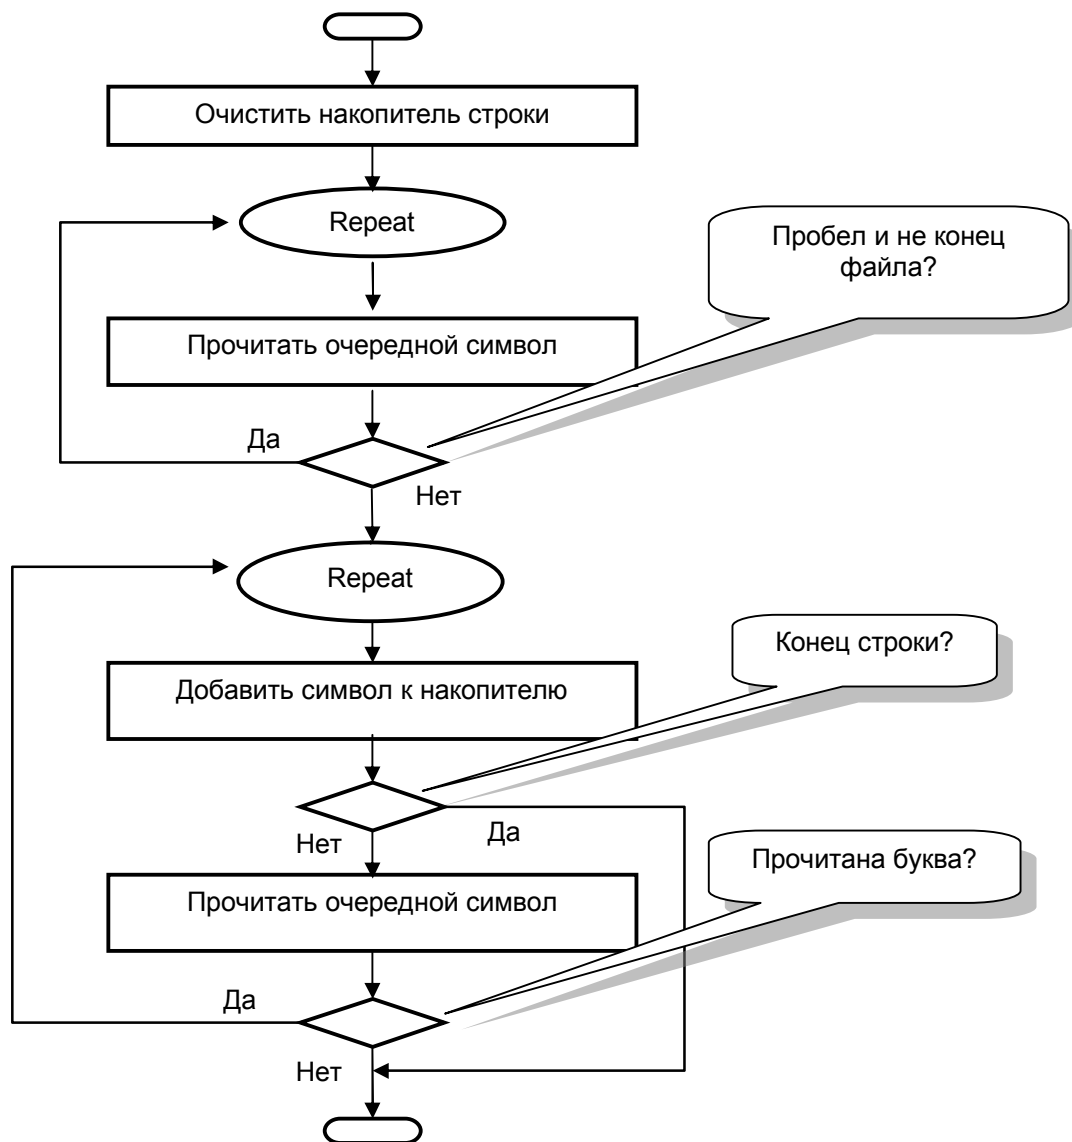 Очистить накопитель строки
Repeat
Пробел и не конец
файла?
Прочитать очередной символ
Да
Нет
Repeat
Конец строки?
Добавить символ к накопителю
Нет
Да
Прочитана буква?
Прочитать очередной символ
Да
Нет